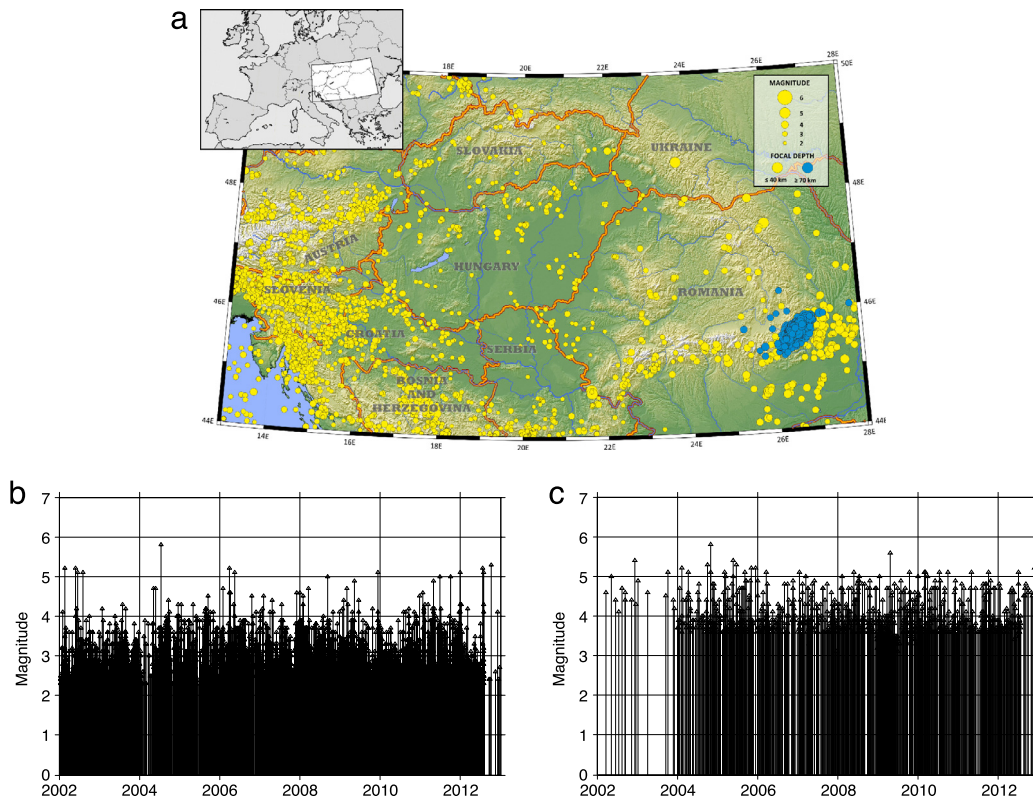 a
18E
20E
22E
24E
26E
28E
50E
MAGNITUDE
6
5
4
3
2
FOCAL DEPTH
≤ 40 km
≥ 70 km
SLOVAKIA
UKRAINE
48E
48E
AUSTRIA
HUNGARY
SLOVENIA
ROMANIA
46E
46E
CROATIA
SERBIA
BOSNIA
AND
HERZEGOVINA
44E
44E
14E
16E
18E
20E
22E
24E
26E
28E
b
7
6
5
4
3
2
1
0
Magnitude
2002
2004
2006
2008
2010
2012
c
7
6
5
4
3
2
1
0
Magnitude
2002
2004
2006
2008
2010
2012